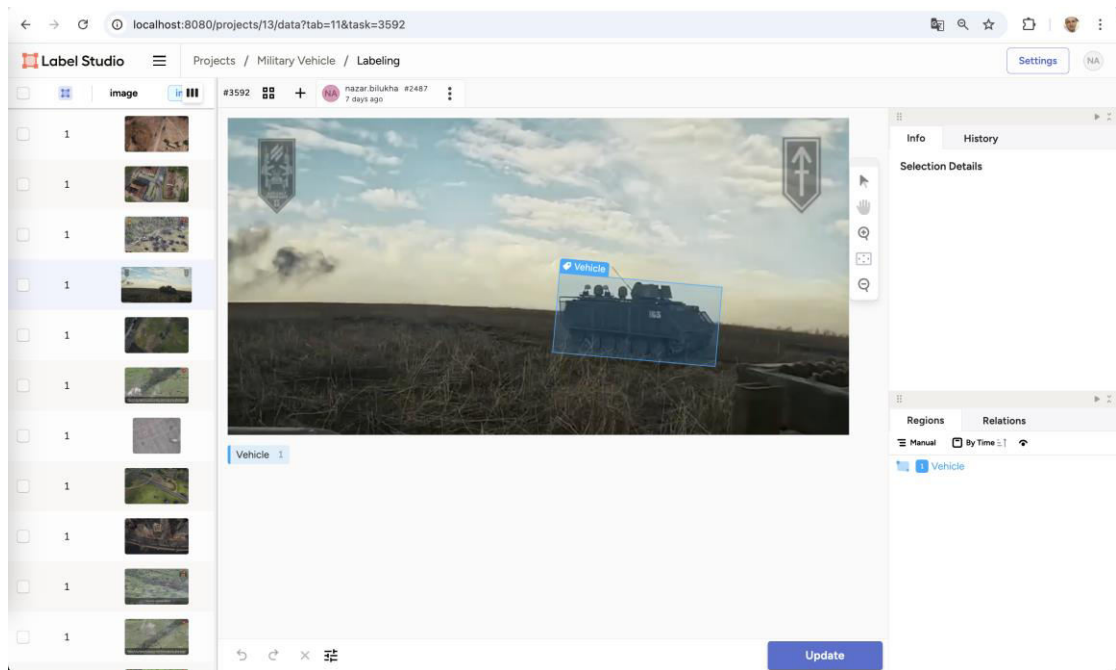 localhost:8080/projects/13/data?tab=11&task=3592
Label Studio
Projects / Military Vehicle / Labeling
Settings
NA
image
#3592
NA
nazar.bilukha #2487
7 days ago
1
1
1
1
1
1
1
1
1
1
1
Vehicle
Vehicle 1
Info
History
Selection Details
Regions
Relations
Manual
By Time
1 Vehicle
Update